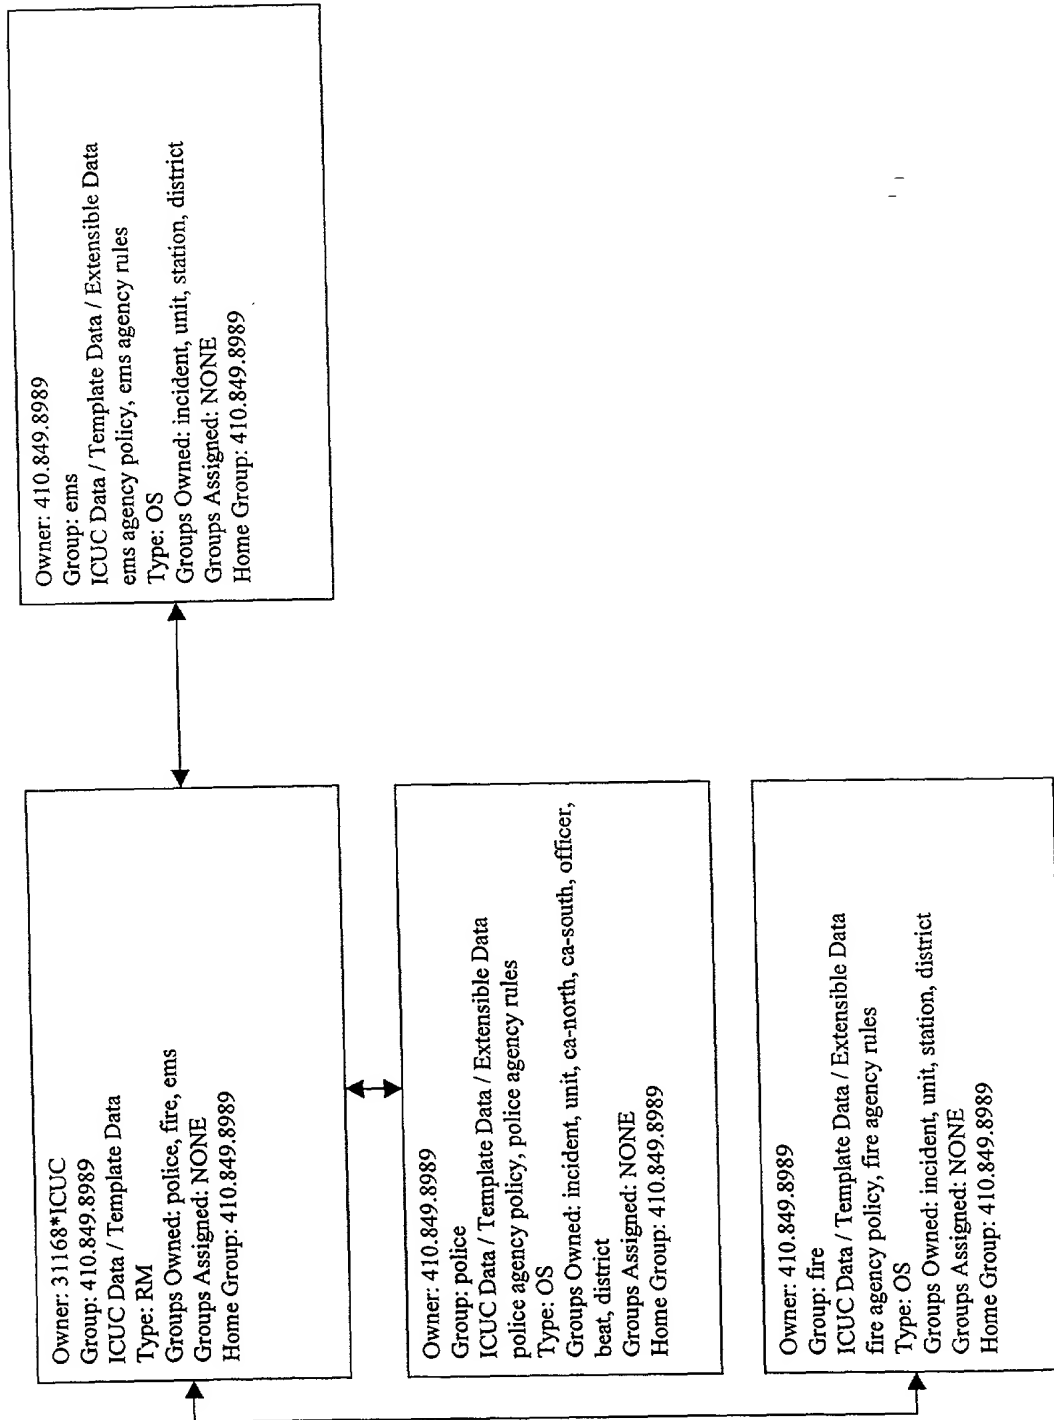 Owner: 31168*ICUC
Group: 410.849.8989
ICUC Data / Template Data
Type: RM
Groups Owned: police, fire, ems
Groups Assigned: NONE
Home Group: 410.849.8989
Owner: 410.849.8989
Group: ems
ICUC Data / Template Data / Extensible Data
ems agency policy, ems agency rules
Type: OS
Groups Owned: incident, unit, station, district
Groups Assigned: NONE
Home Group: 410.849.8989
Owner: 410.849.8989
Group: police
ICUC Data / Template Data / Extensible Data
police agency policy, police agency rules
Type: OS
Groups Owned: incident, unit, ca-north, ca-south, officer,
beat, district
Groups Assigned: NONE
Home Group: 410.849.8989
Owner: 410.849.8989
Group: fire
ICUC Data / Template Data / Extensible Data
fire agency policy, fire agency rules
Type: OS
Groups Owned: incident, unit, station, district
Groups Assigned: NONE
Home Group: 410.849.8989